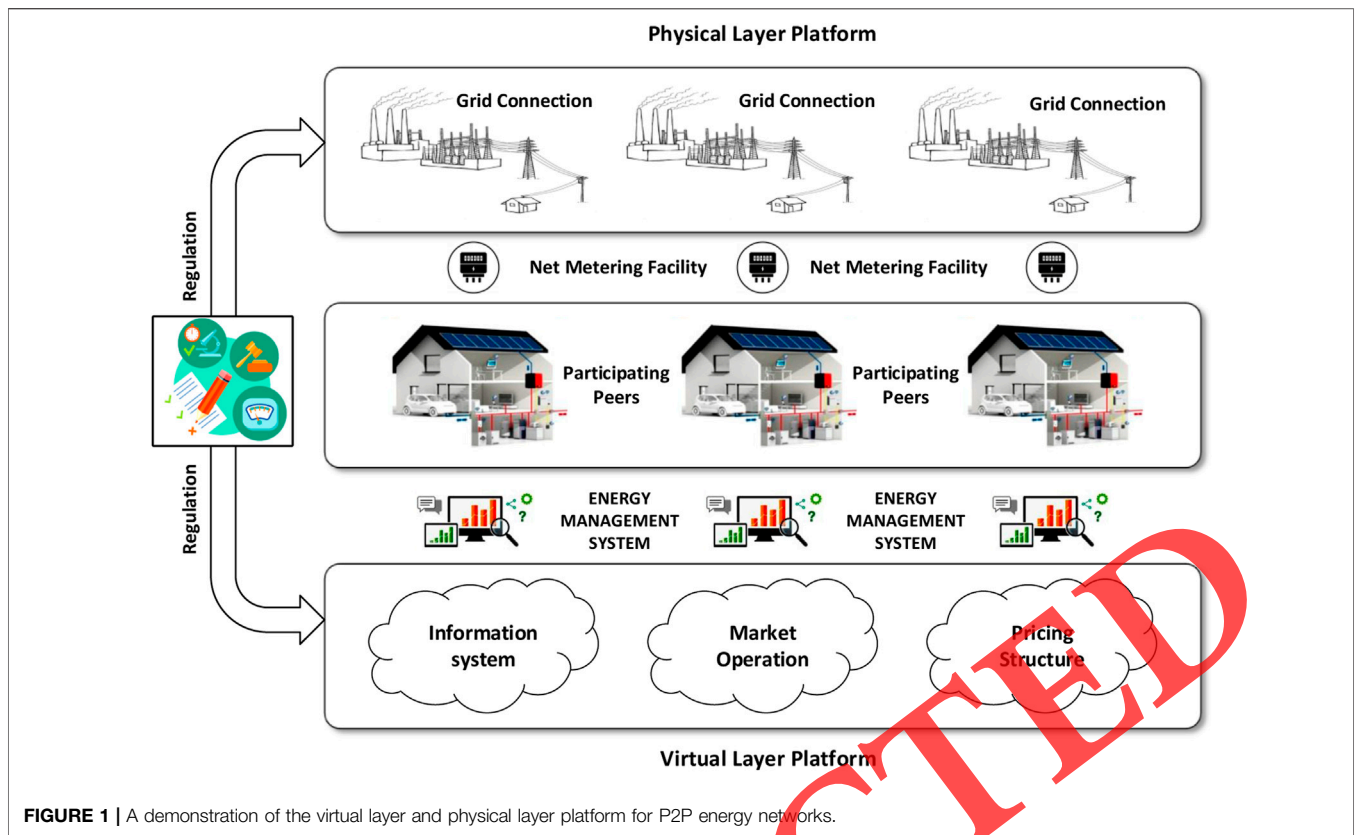 Physical Layer Platform
Grid Connection
Grid Connection
Grid Connection
Regulation
Net Metering Facility
Net Metering Facility
Participating
Peers
Participating
Peers
Regulation
ENERGY
MANAGEMENT
SYSTEM
ENERGY
MANAGEMENT
SYSTEM
Information
system
Market
Operation
Pricing
Structure
Virtual Layer Platform
CTED
FIGURE 1 | A demonstration of the virtual layer and physical layer platform for P2P energy networks.